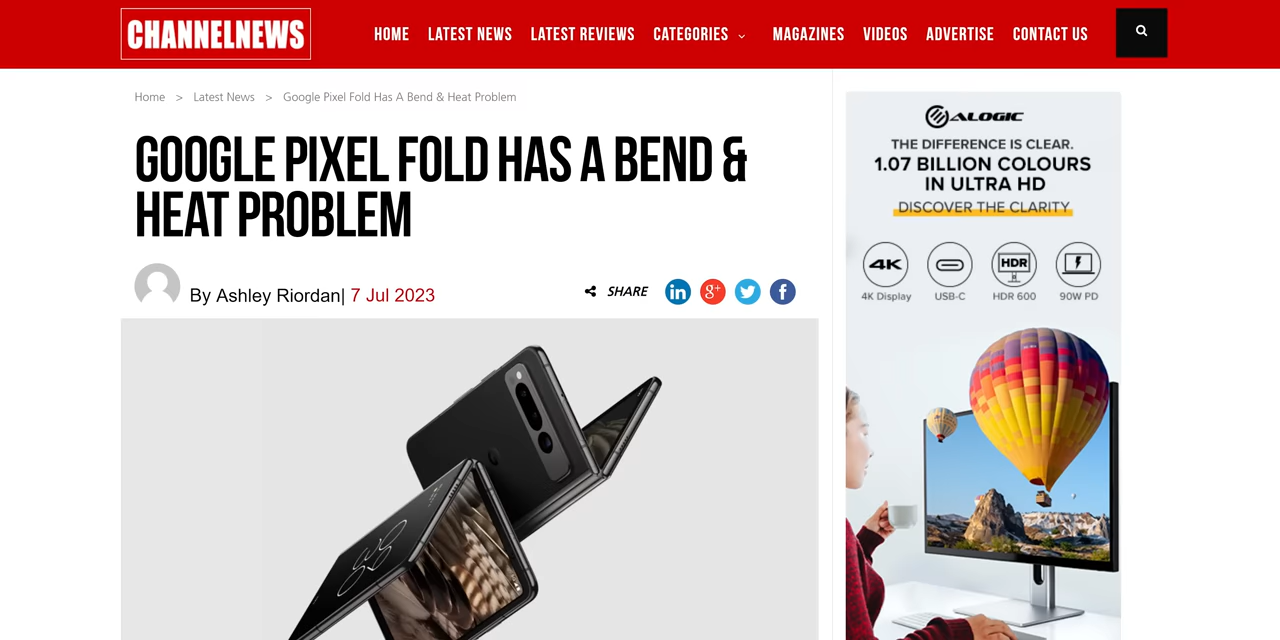 CHANNELNEWS
HOME LATEST NEWS LATEST REVIEWS CATEGORIES MAGAZINES VIDEOS ADVERTISE CONTACT US
Home > Latest News > Google Pixel Fold Has A Bend & Heat Problem
GOOGLE PIXEL FOLD HAS A BEND &
HEAT PROBLEM
By Ashley Riordan| 7 Jul 2023
SHARE
in g+ f
ALOGIC
THE DIFFERENCE IS CLEAR.
1.07 BILLION COLOURS
IN ULTRA HD
DISCOVER THE CLARITY
4K HDR
4K Display USB-C HDR 600 90W PD